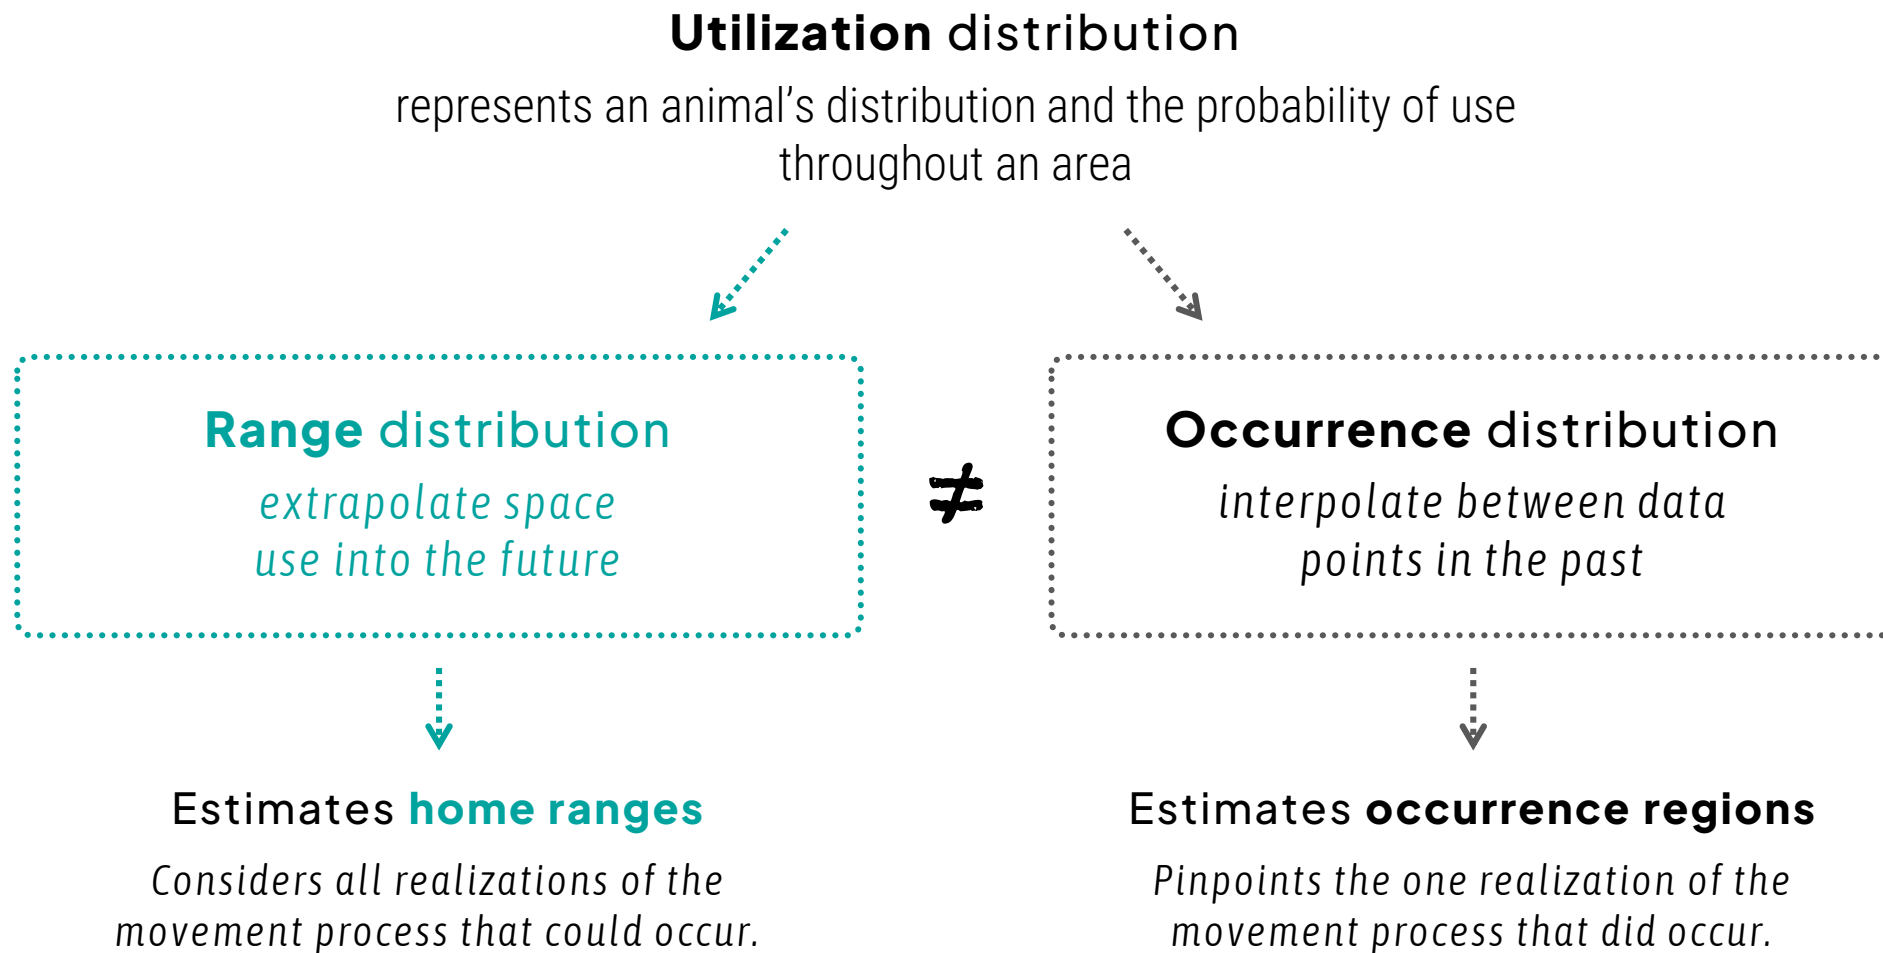 Utilization distribution
represents an animal’s distribution and the probability of use
throughout an area
Range distribution
extrapolate space
use into the future
≠
Occurrence distribution
interpolate between data
points in the past
Estimates home ranges
Considers all realizations of the
movement process that could occur.
Estimates occurrence regions
Pinpoints the one realization of the
movement process that did occur.